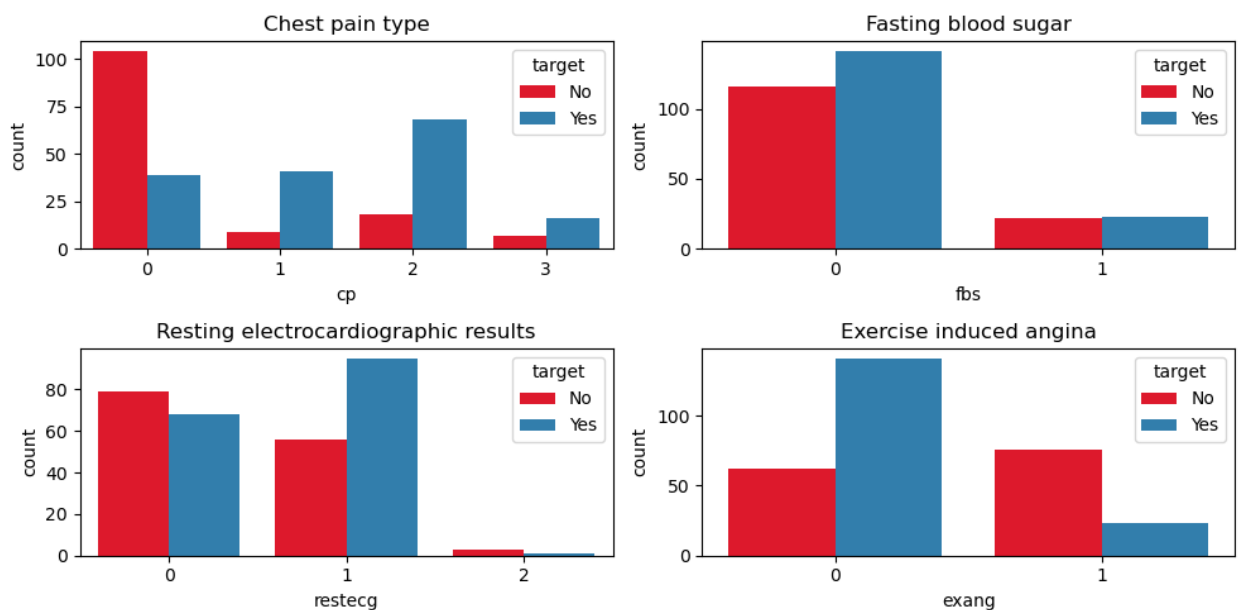 Chest pain type
100
75
50
25
0
count
target
No
Yes
0 1 2 3
cp
Fasting blood sugar
100
50
0
count
target
No
Yes
0 1
fbs
Resting electrocardiographic results
80
60
40
20
0
count
target
No
Yes
0 1 2
restecg
Exercise induced angina
100
50
0
count
target
No
Yes
0 1
exang